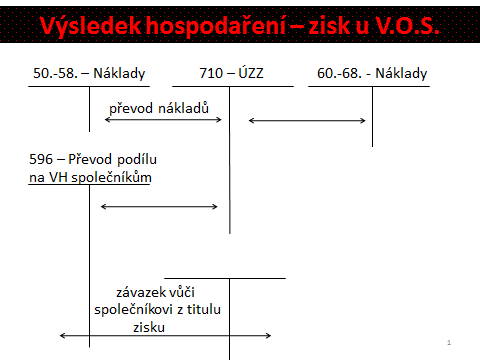 Výsledek hospodaření – zisk u V.O.S.
50.-58. – Náklady
710 – ÚZZ
60.-68. - Náklady
převod nákladů
596 – Převod podílu
na VH společníkům
závazek vůči
společníkovi z titulu
zisku
1